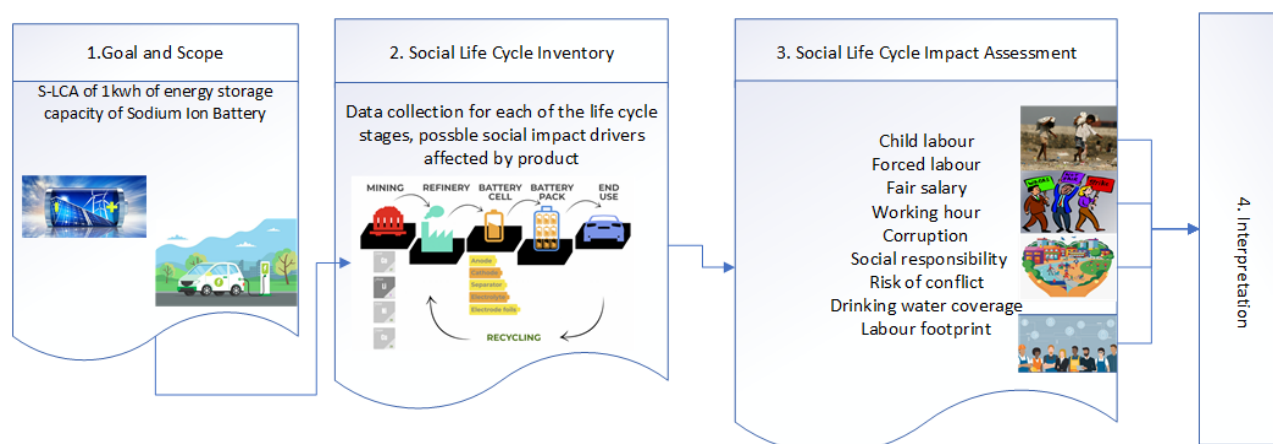 1.Goal and Scope
S-LCA of 1kwh of energy storage
capacity of Sodium Ion Battery
2. Social Life Cycle Inventory
Data collection for each of the life cycle
stages, possble social impact drivers
affected by product
MINING
REFINERY
BATTERY
CELL
BATTERY
PACK
END
USE
Anode
Cathode
Separator
Electrolyte
Electrode foils
RECYCLING
3. Social Life Cycle Impact Assessment
Child labour
Forced labour
Fair salary
Working hour
Corruption
Social responsibility
Risk of conflict
Drinking water coverage
Labour footprint
4. Interpretation